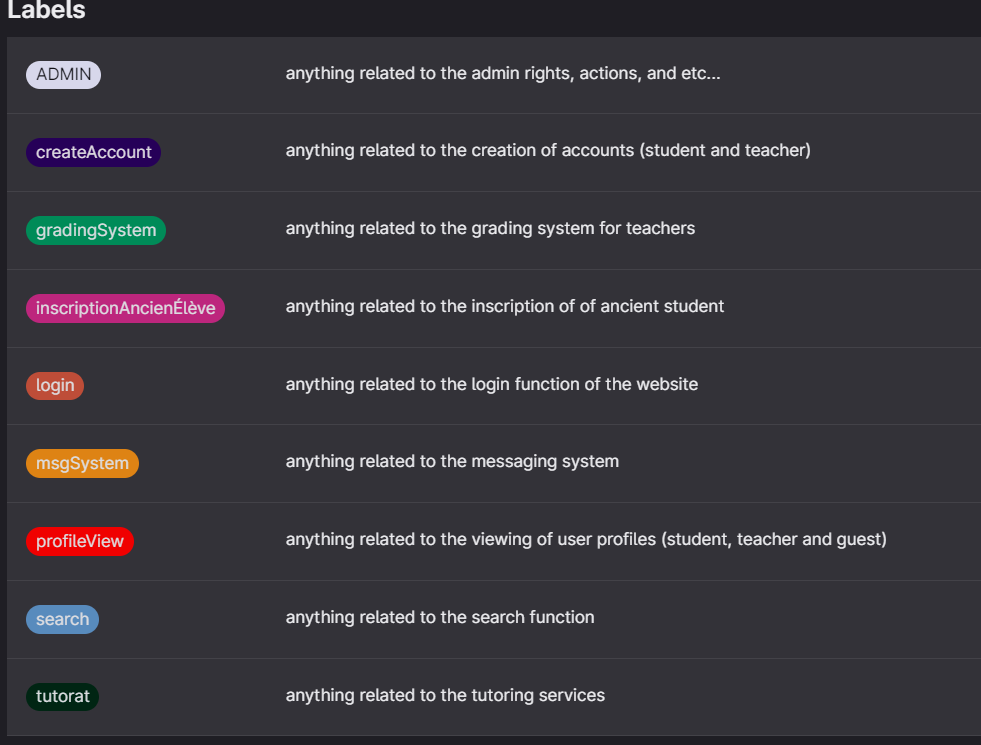 Labels
ADMIN anything related to the admin rights, actions, and etc...
createAccount anything related to the creation of accounts (student and teacher)
gradingSystem anything related to the grading system for teachers
inscriptionAncienÉlève anything related to the inscription of of ancient student
login anything related to the login function of the website
msgSystem anything related to the messaging system
profileView anything related to the viewing of user profiles (student, teacher and guest)
search anything related to the search function
tutorat anything related to the tutoring services